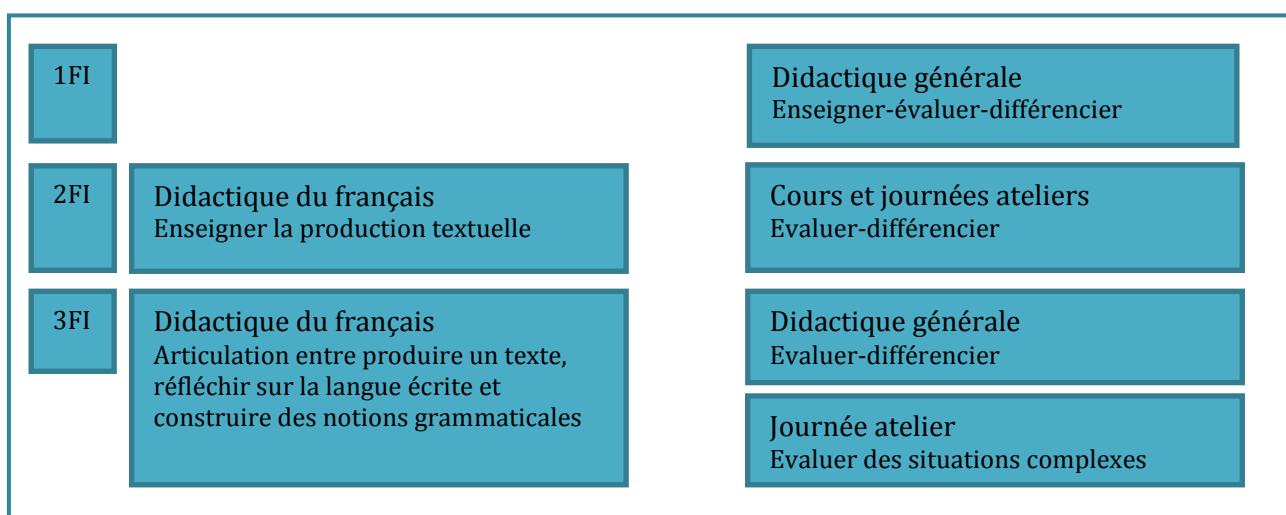 1FI
Didactique générale
Enseigner-évaluer-différencier
2FI
Didactique du français
Enseigner la production textuelle
Cours et journées ateliers
Evaluer-différencier
3FI
Didactique du français
Articulation entre produire un texte,
réfléchir sur la langue écrite et
construire des notions grammaticales
Didactique générale
Evaluer-différencier
Journée atelier
Evaluer des situations complexes